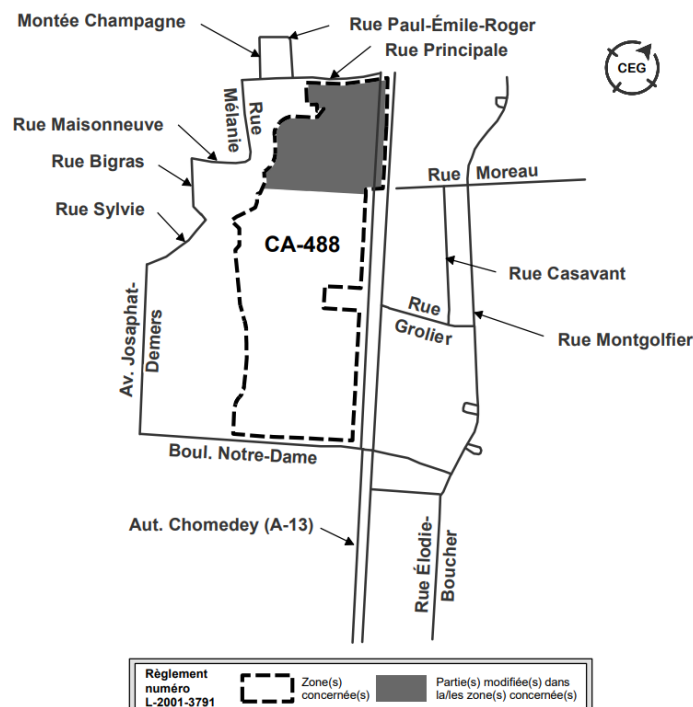 Montée Champagne
Rue Paul-Émile-Roger
Rue Principale
CEG
Rue Mélanie
Rue Maisonneuve
Rue Bigras
Rue Moreau
Rue Sylvie
CA-488
Rue Casavant
Rue Grolier
Rue Montgolfier
Av. Josaphat-
Demers
Boul. Notre-Dame
Aut. Chomedey (A-13)
Rue Élodie-
Boucher
Règlement
numéro
L-2001-3791
Zone(s)
concernée(s)
Partie(s) modifiée(s) dans
la/les zone(s) concernée(s)